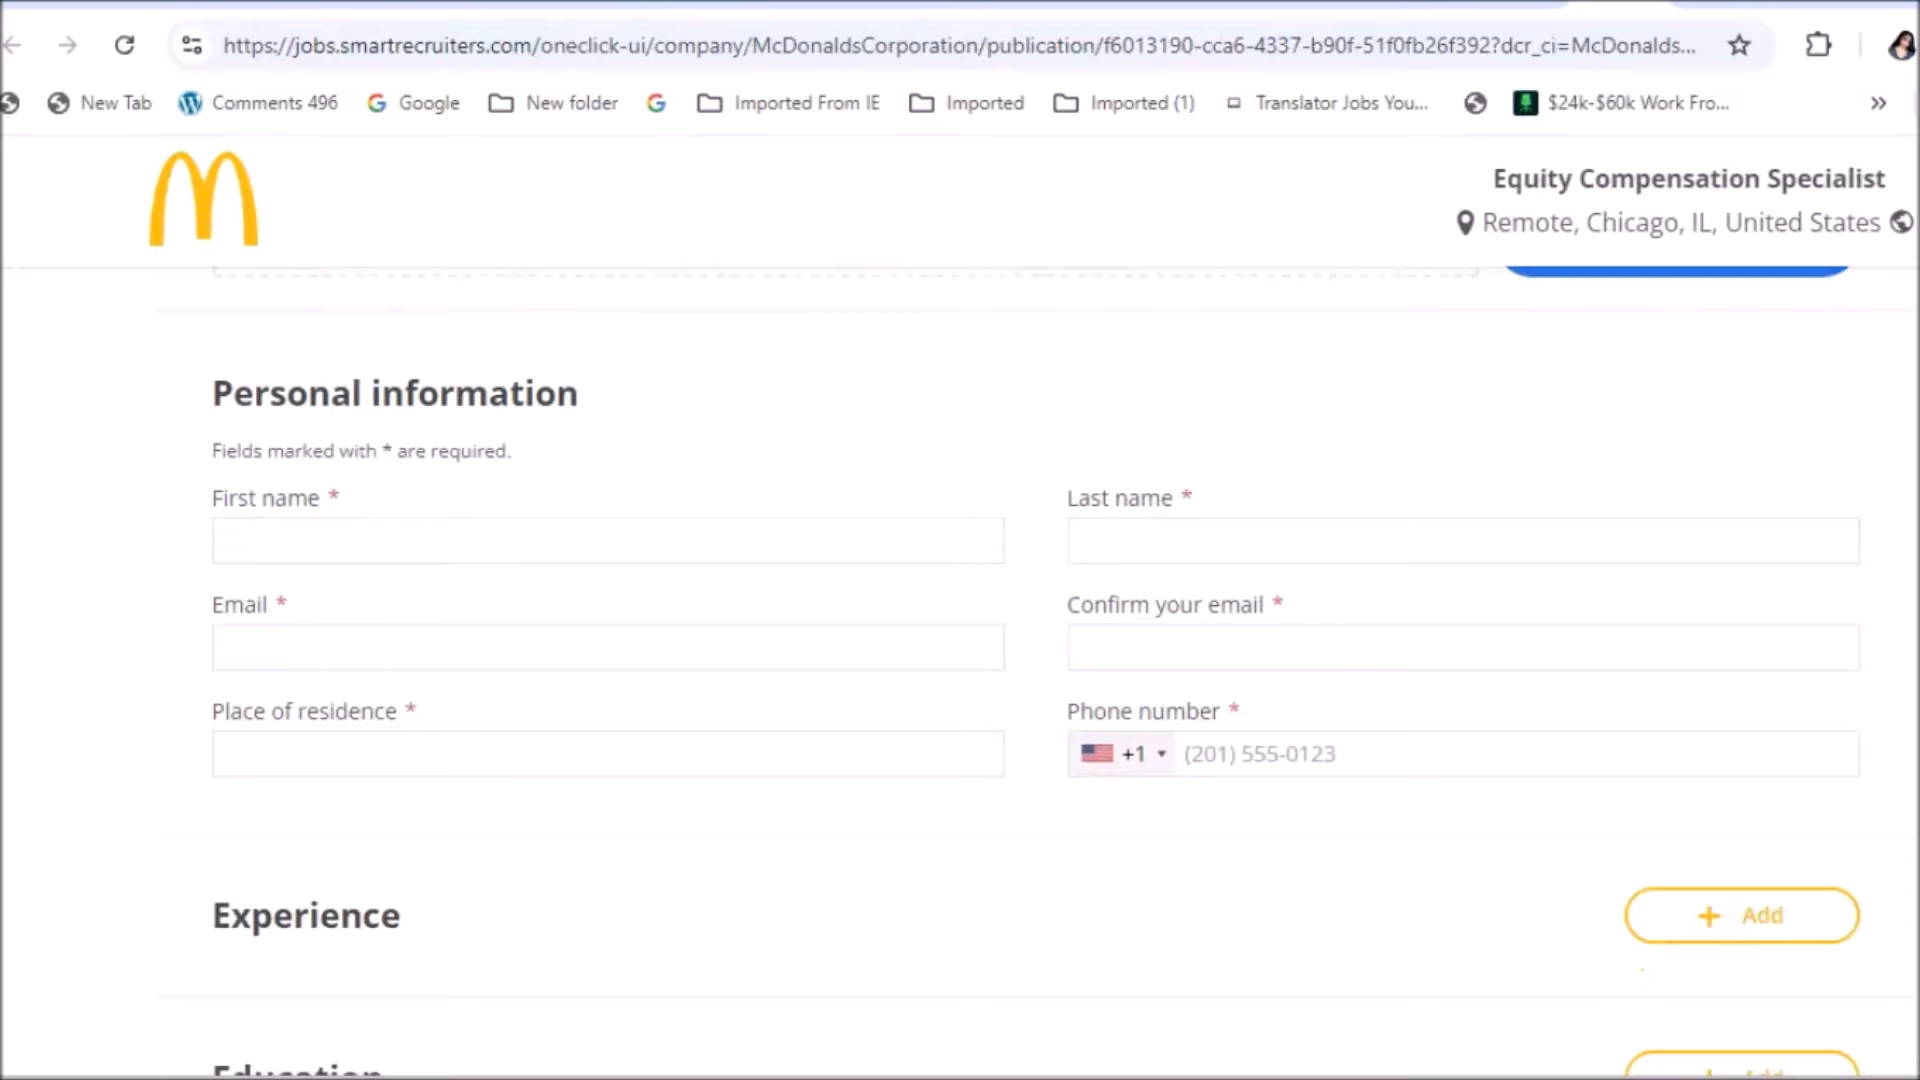 https://jobs.smartrecruiters.com/oneclick-ui/company/McDonaldsCorporation/publication/f6013190-cca6-4337-b90f-51f0fb26f392?dcr_ci=McDonalds...
New Tab Comments 496 Google New folder Imported From IE Imported Imported (1) Translator Jobs You... $24k-$60k Work Fro... »
Equity Compensation Specialist
Remote, Chicago, IL, United States
Personal information
Fields marked with * are required.
First name * Last name *
Email * Confirm your email *
Place of residence * Phone number *
+1 (201) 555-0123
Experience + Add
Education + Add